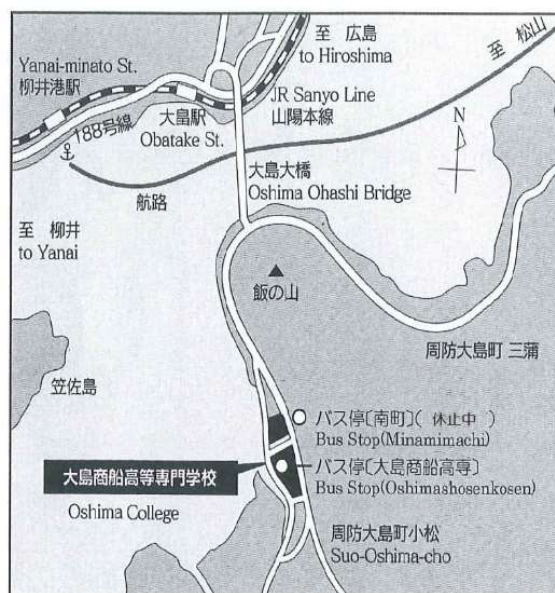 至 広島
to Hiroshima
至 松山
Yanai-minato St.
柳井港駅
188号線
大畠駅
Obatake St.
JR Sanyo Line
山陽本線
N
航路
大島大橋
Oshima Ohashi Bridge
至 柳井
to Yanai
飯の山
周防大島町 三蒲
笠佐島
バス停〔南町〕( 休止中 )
Bus Stop(Minamimachi)
大島商船高等専門学校
Oshima College
バス停〔大島商船高専〕
Bus Stop(Oshimashosenkosen)
周防大島町小松
Suo-Oshima-cho